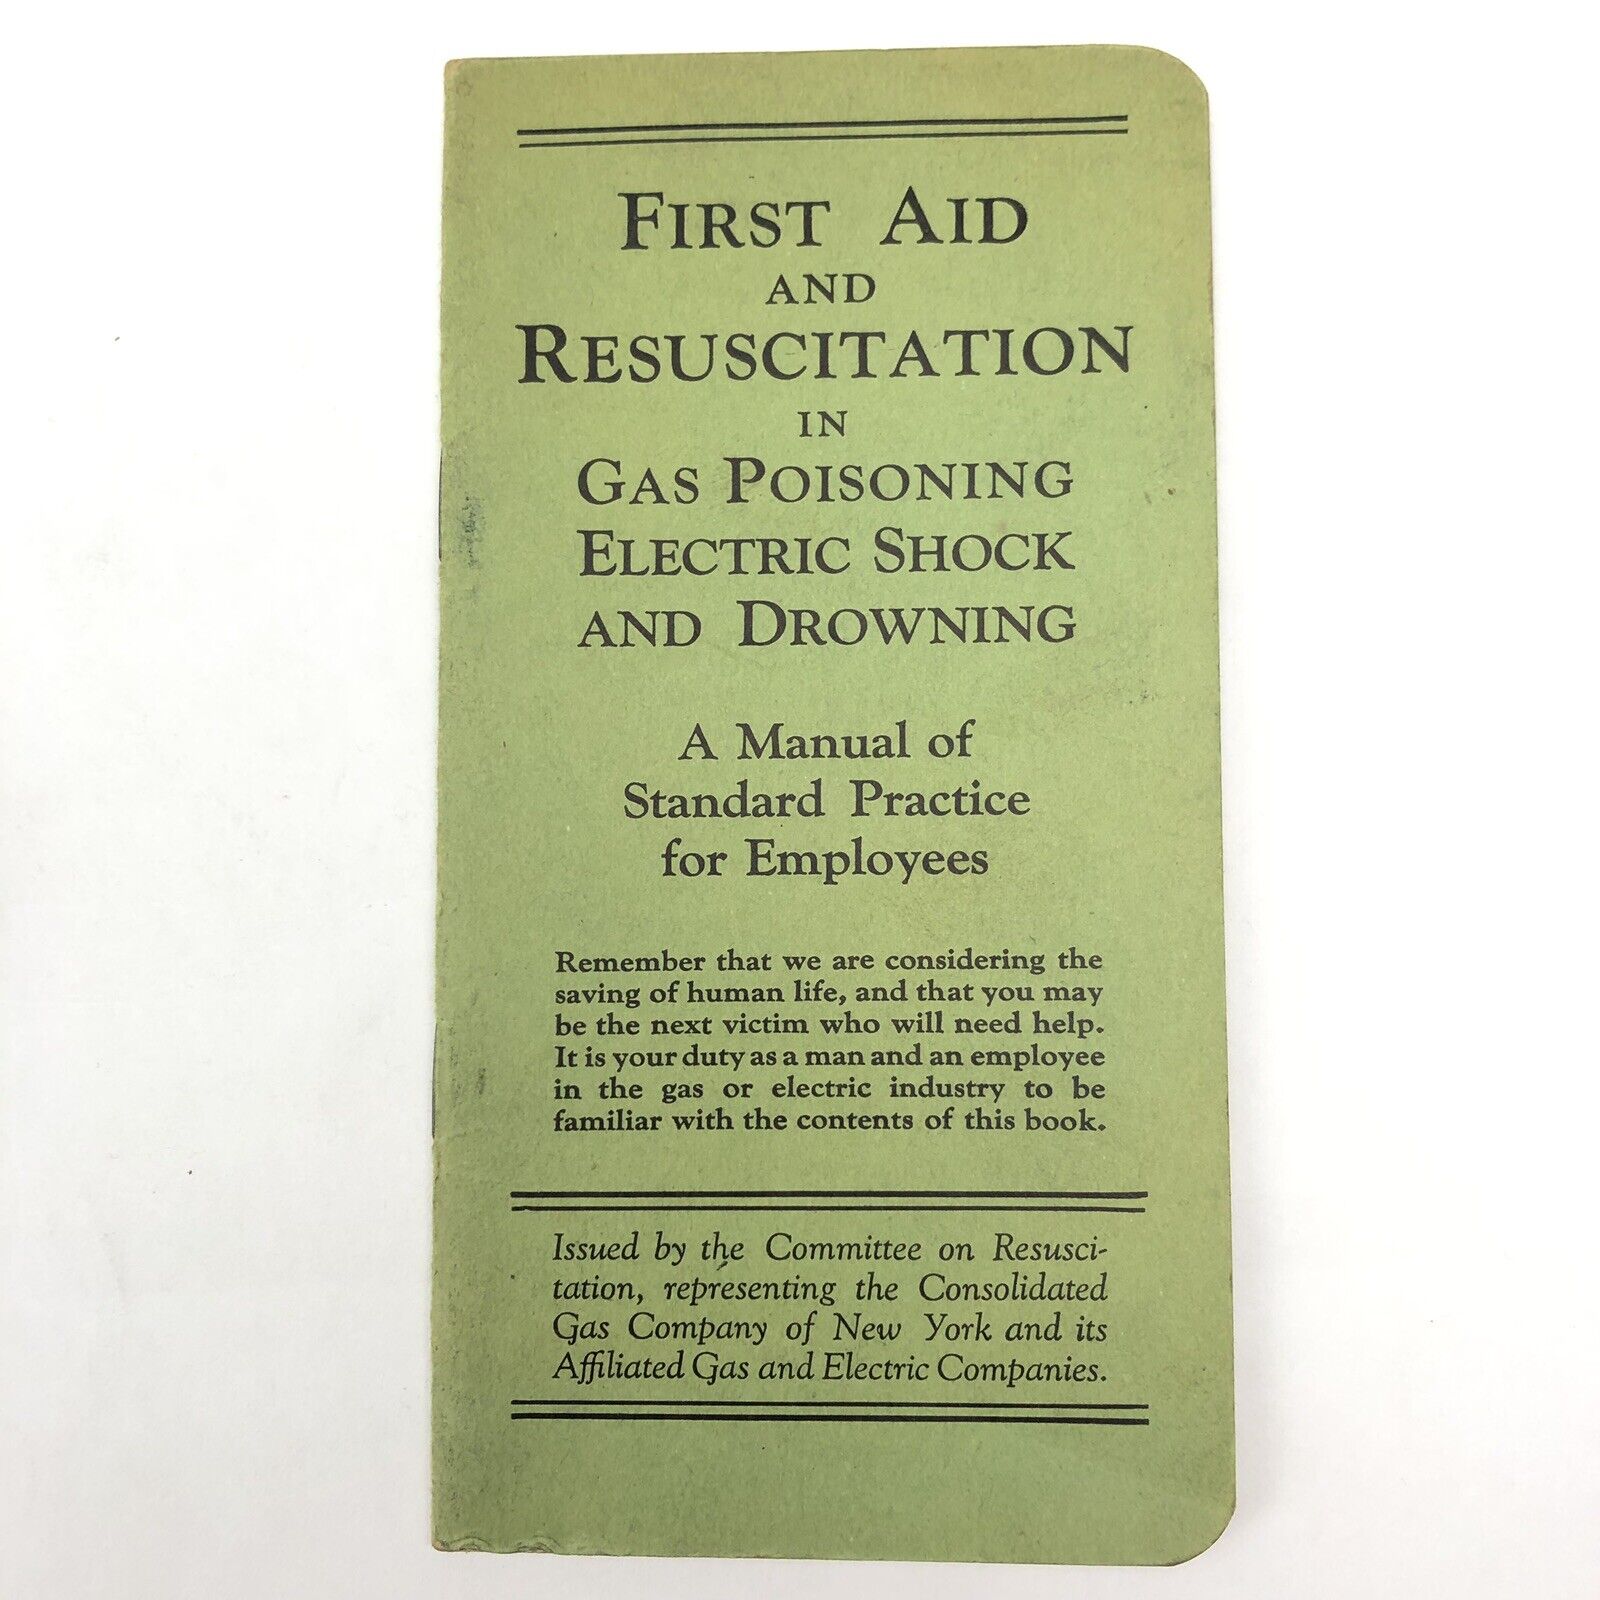 FIRST AID
AND
RESUSCITATION
IN
GAS POISONING
ELECTRIC SHOCK
AND DROWNING
A Manual of
Standard Practice
for Employees
Remember that we are considering the
saving of human life, and that you may
be the next victim who will need help.
It is your duty as a man and an employee
in the gas or electric industry to be
familiar with the contents of this book.
Issued by the Committee on Resusci-
tation, representing the Consolidated
Gas Company of New York and its
Affiliated Gas and Electric Companies.